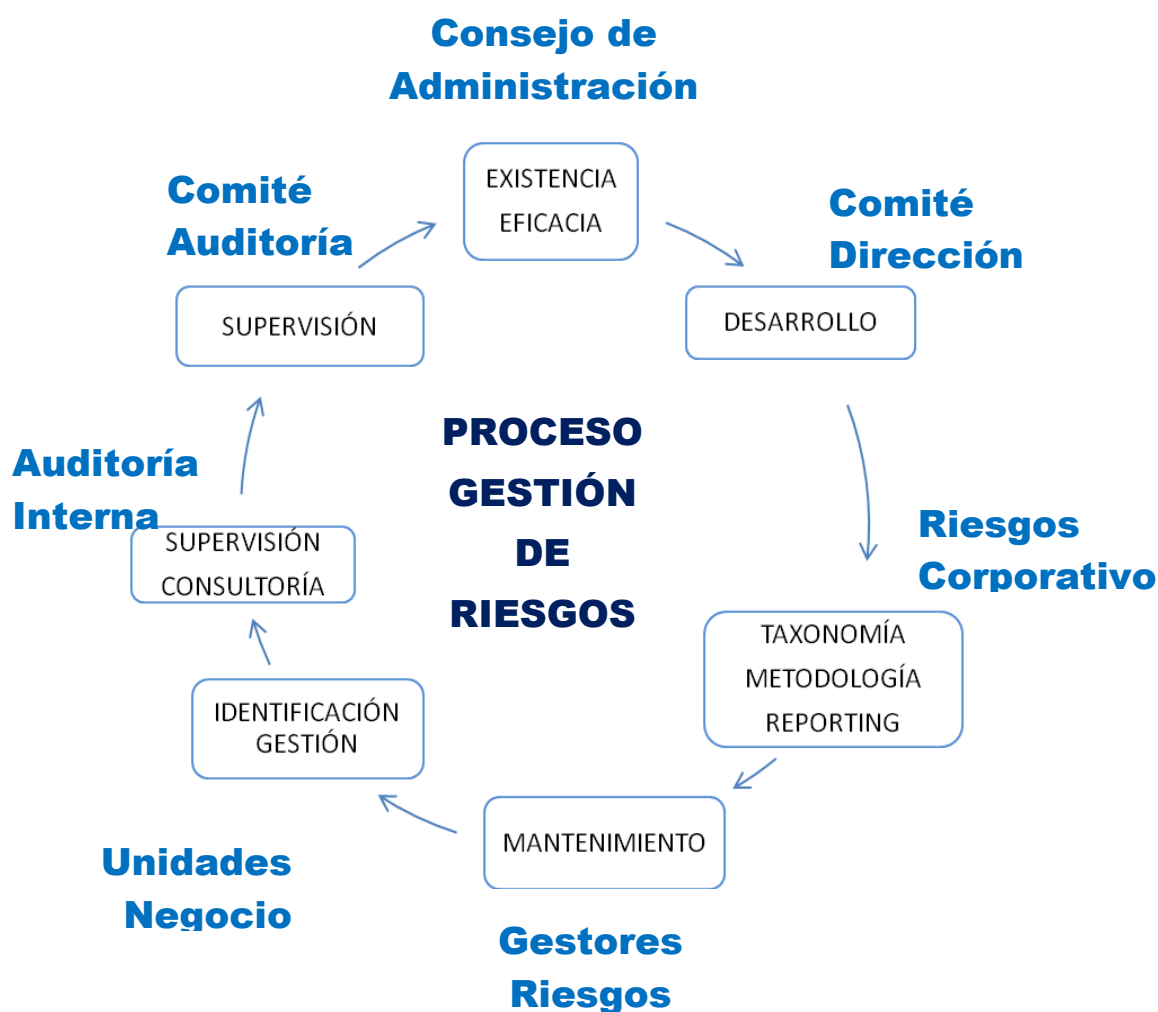 Consejo de
Administración
EXISTENCIA
EFICACIA
Comité
Auditoría
Comité
Dirección
SUPERVISIÓN
DESARROLLO
PROCESO
GESTIÓN
DE
RIESGOS
Auditoría
Interna
Riesgos
Corporativo
SUPERVISIÓN
CONSULTORÍA
TAXONOMÍA
METODOLOGÍA
REPORTING
IDENTIFICACIÓN
GESTIÓN
MANTENIMIENTO
Unidades
Negocio
Gestores
Riesgos